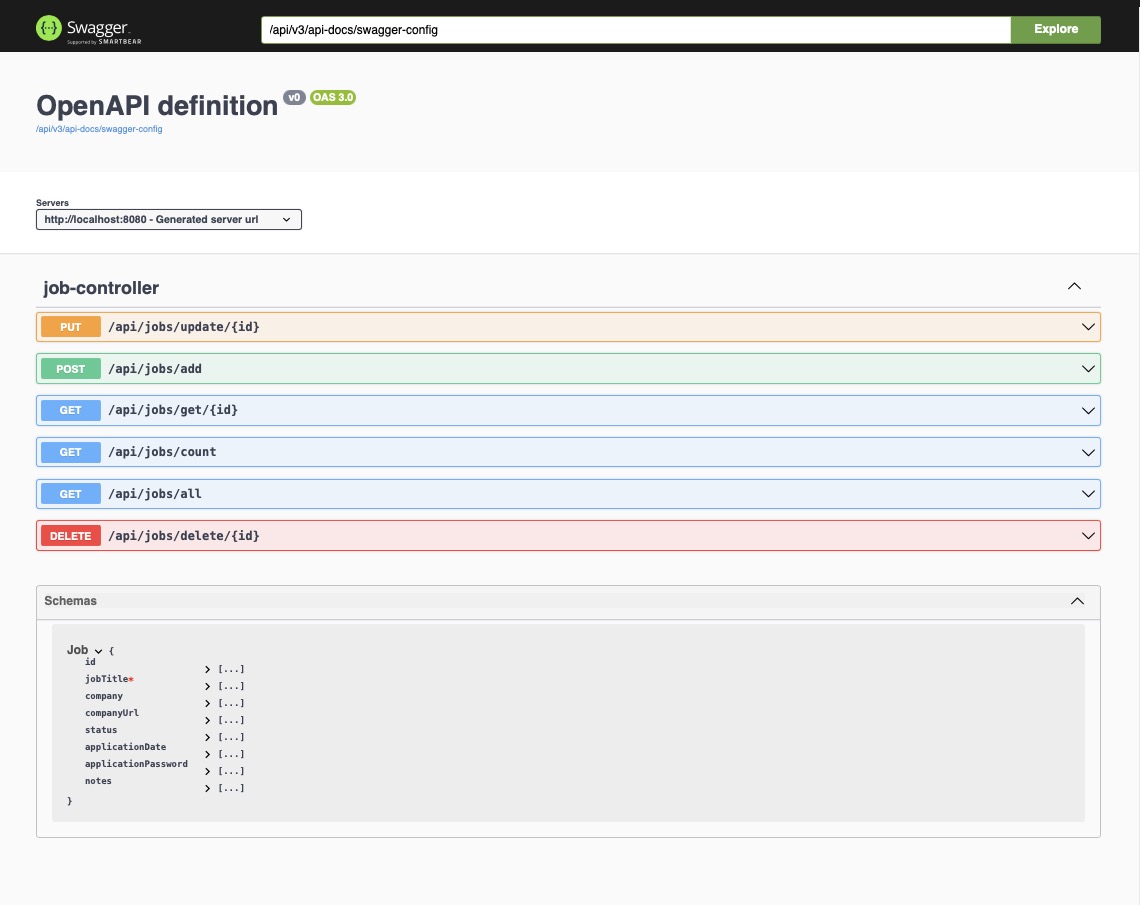 {··} Swagger.
Supported by SMARTBEAR
/api/v3/api-docs/swagger-config
Explore
OpenAPI definition v0 OAS 3.0
/api/v3/api-docs/swagger-config
Servers
http://localhost:8080 - Generated server url
job-controller
PUT /api/jobs/update/{id}
POST /api/jobs/add
GET /api/jobs/get/{id}
GET /api/jobs/count
GET /api/jobs/all
DELETE /api/jobs/delete/{id}
Schemas
Job {
id [...]
jobTitle* [...]
company [...]
companyUrl [...]
status [...]
applicationDate [...]
applicationPassword [...]
notes [...]
}